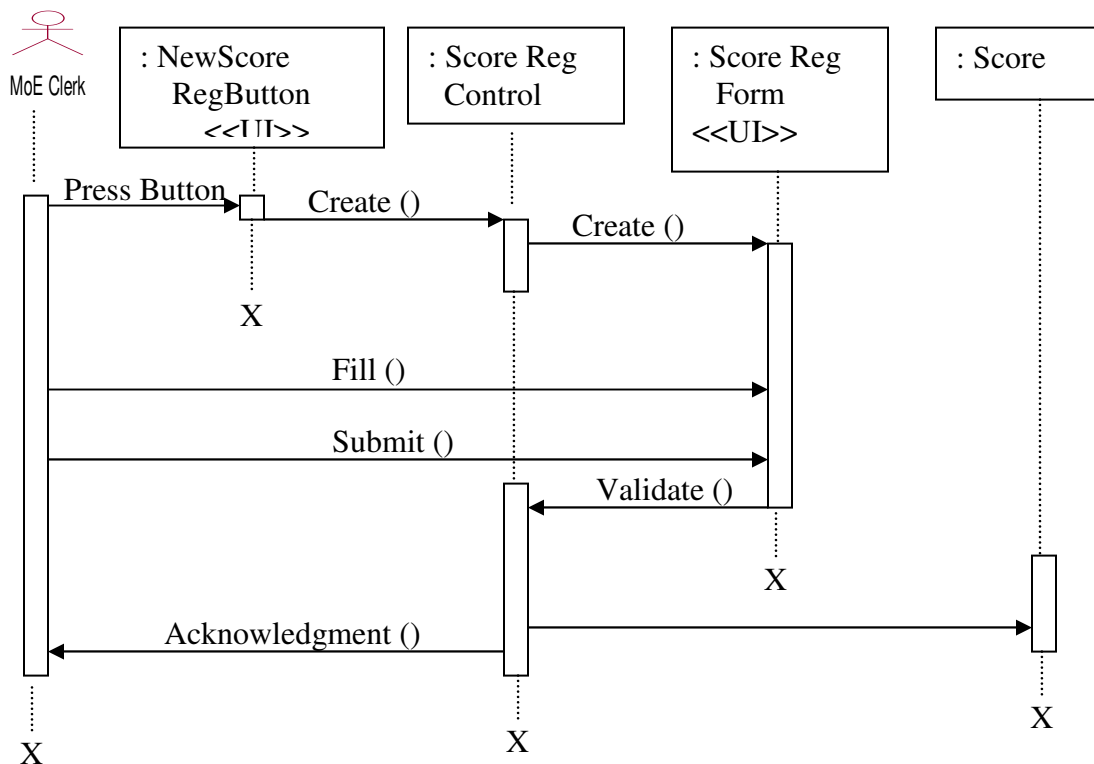 MoE Clerk
: NewScore
RegButton
<<UI>>
: Score Reg
Control
: Score Reg
Form
<<UI>>
: Score
Press Button
Create ()
Create ()
X
Fill ()
Submit ()
Validate ()
X
Acknowledgment ()
X
X
X